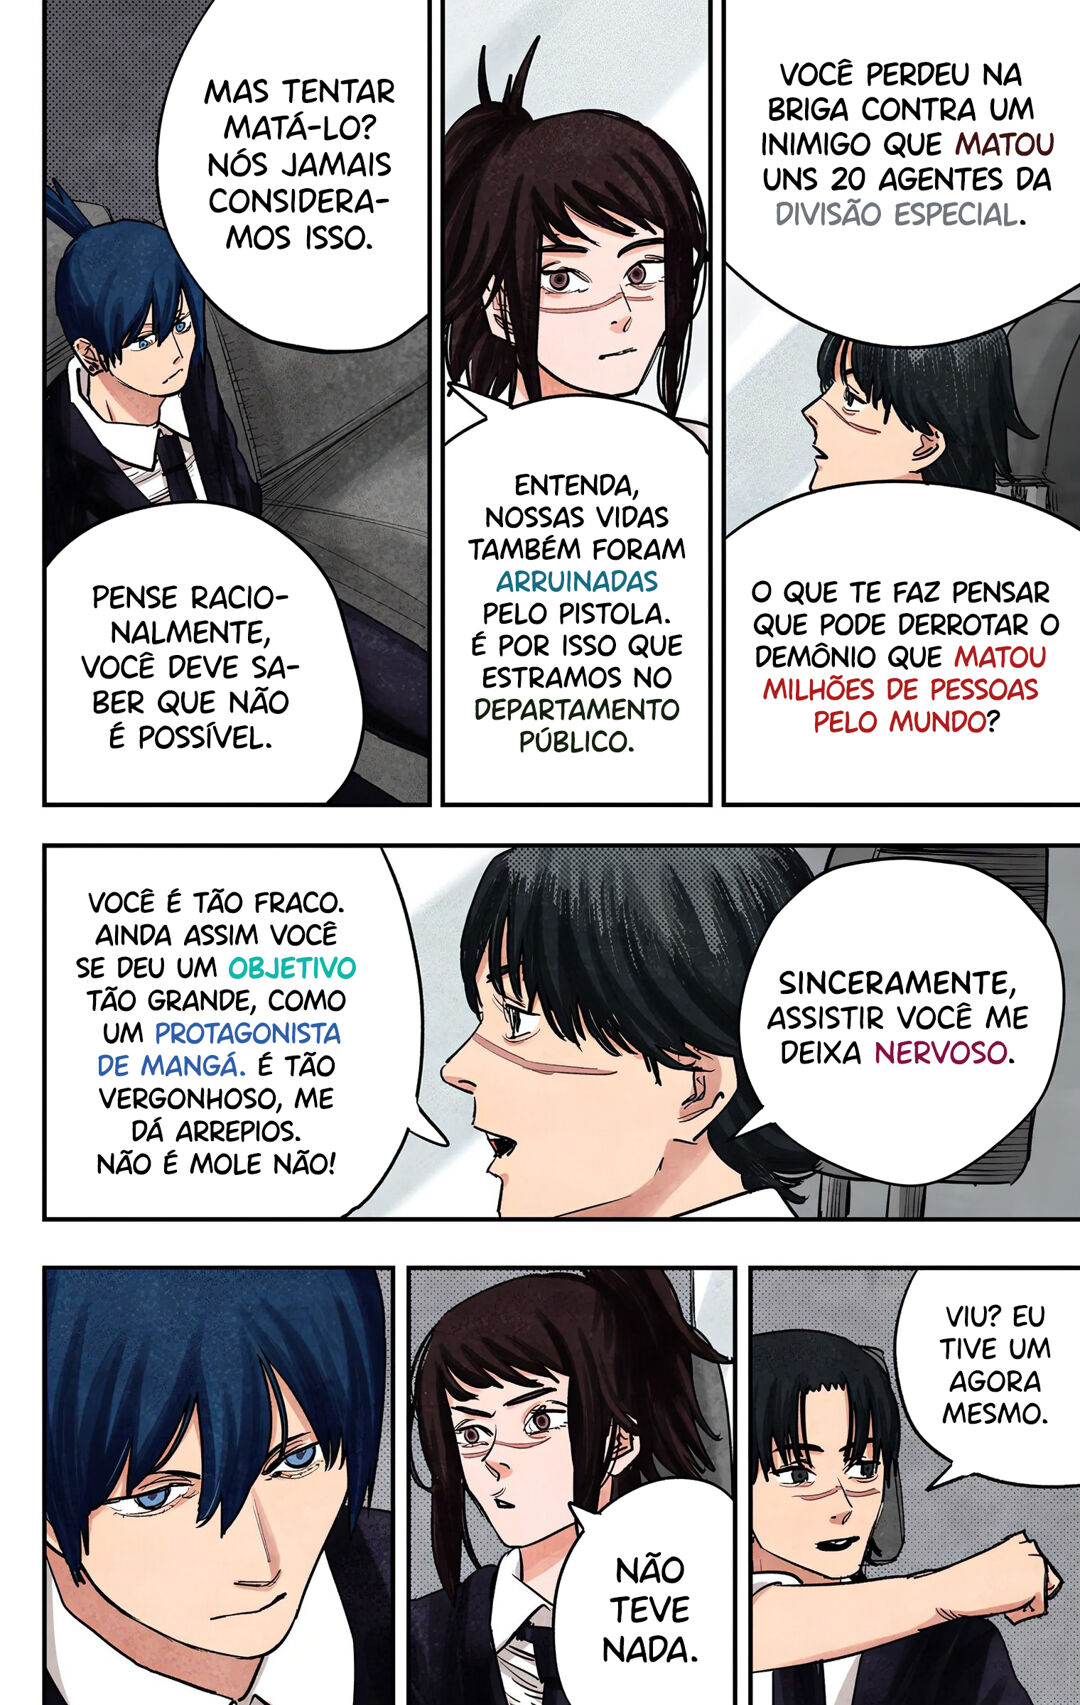 VOCÊ PERDEU NA
BRIGA CONTRA UM
INIMIGO QUE MATOU
UNS 20 AGENTES DA
DIVISÃO ESPECIAL.
O QUE TE FAZ PENSAR
QUE PODE DERROTAR O
DEMÔNIO QUE MATOU
MILHÕES DE PESSOAS
PELO MUNDO?
ENTENDA,
NOSSAS VIDAS
TAMBÉM FORAM
ARRUINADAS
PELO PISTOLA.
É POR ISSO QUE
ESTRAMOS NO
DEPARTAMENTO
PÚBLICO.
MAS TENTAR
MATÁ-LO?
NÓS JAMAIS
CONSIDERA-
MOS ISSO.
PENSE RACIO-
NALMENTE,
VOCÊ DEVE SA-
BER QUE NÃO
É POSSÍVEL.
SINCERAMENTE,
ASSISTIR VOCÊ ME
DEIXA NERVOSO.
VOCÊ É TÃO FRACO.
AINDA ASSIM VOCÊ
SE DEU UM OBJETIVO
TÃO GRANDE, COMO
UM PROTAGONISTA
DE MANGÁ. É TÃO
VERGONHOSO, ME
DÁ ARREPIOS.
NÃO É MOLE NÃO!
VIU? EU
TIVE UM
AGORA
MESMO.
NÃO
TEVE
NADA.